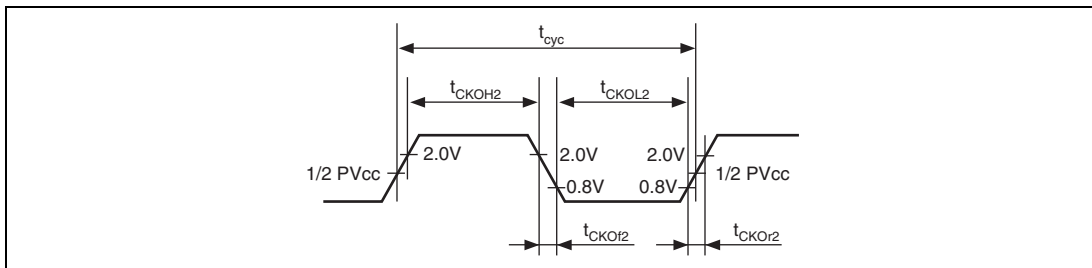 tcyc
tCKOH2 tCKOL2
2.0V 2.0V 2.0V
1/2 PVcc 1/2 PVcc
0.8V 0.8V
tCKOf2 tCKOr2